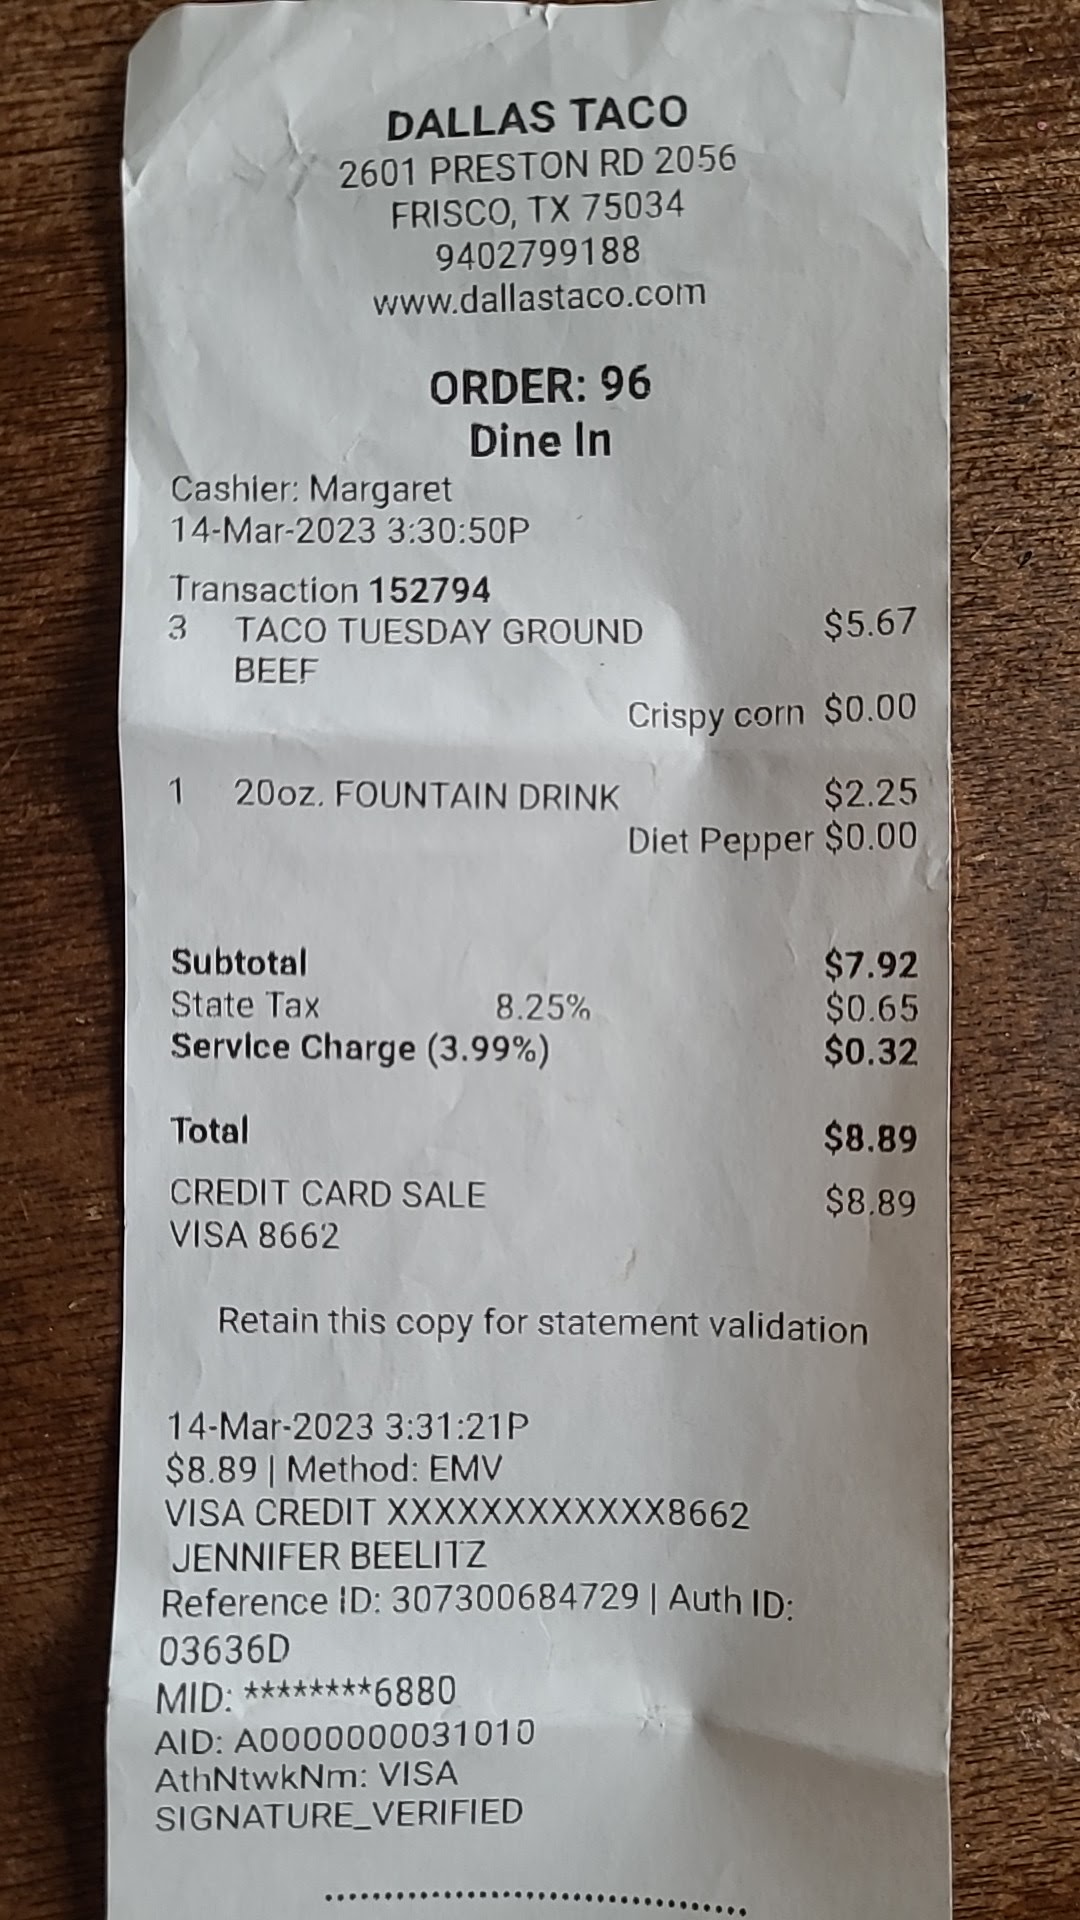 DALLAS TACO
2601 PRESTON RD 2056
FRISCO, TX 75034
9402799188
www.dallastaco.com
ORDER: 96
Dine In
Cashier: Margaret
14-Mar-2023 3:30:50P
Transaction 152794
3 TACO TUESDAY GROUND $5.67
BEEF
Crispy corn $0.00
1 20oz. FOUNTAIN DRINK $2.25
Diet Pepper $0.00
Subtotal $7.92
State Tax 8.25% $0.65
Service Charge (3.99%) $0.32
Total $8.89
CREDIT CARD SALE $8.89
VISA 8662
Retain this copy for statement validation
14-Mar-2023 3:31:21P
$8.89 | Method: EMV
VISA CREDIT XXXXXXXXXXXX8662
JENNIFER BEELITZ
Reference ID: 307300684729 | Auth ID:
03636D
MID: ********6880
AID: A0000000031010
AthNtwkNm: VISA
SIGNATURE_VERIFIED